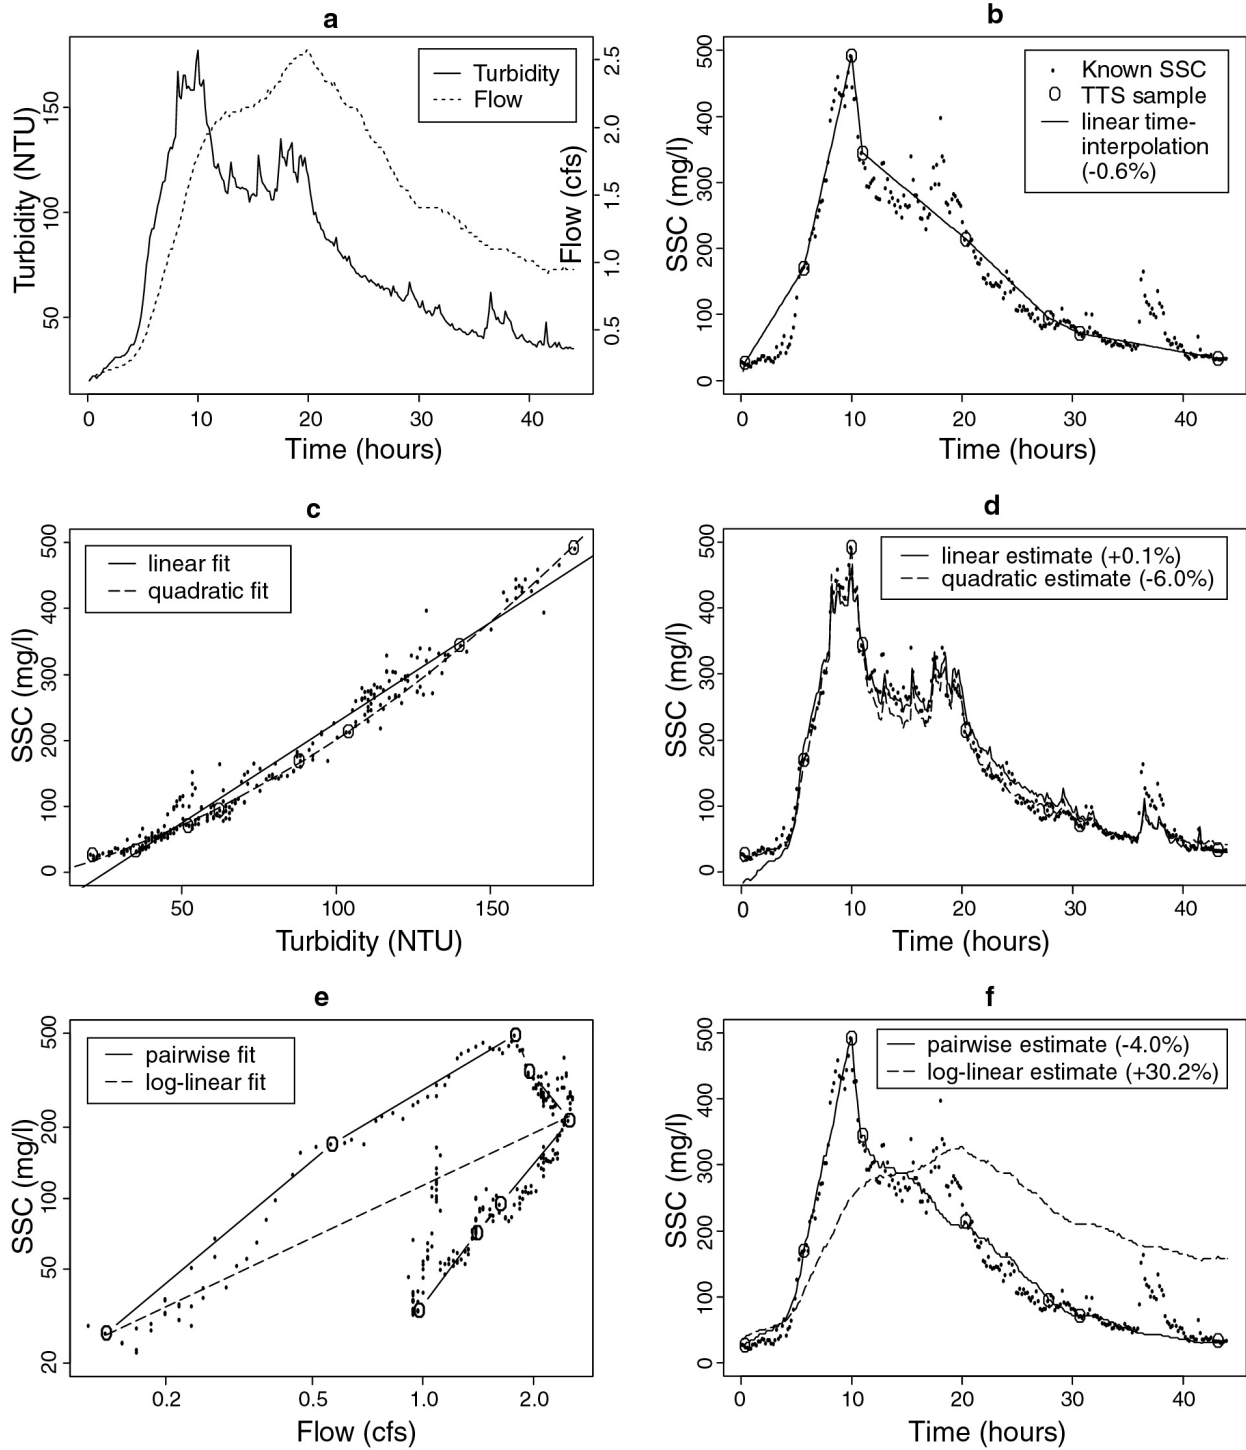 a
Turbidity
Flow
Turbidity (NTU)
50
100
150
Flow (cfs)
0.5
1.0
1.5
2.0
2.5
0
10
20
30
40
Time (hours)
b
Known SSC
TTS sample
linear time-
interpolation
(-0.6%)
SSC (mg/l)
0
100
200
300
400
500
0
10
20
30
40
Time (hours)
c
linear fit
quadratic fit
SSC (mg/l)
0
100
200
300
400
500
50
100
150
Turbidity (NTU)
d
linear estimate (+0.1%)
quadratic estimate (-6.0%)
SSC (mg/l)
0
100
200
300
400
500
0
10
20
30
40
Time (hours)
e
pairwise fit
log-linear fit
SSC (mg/l)
20
50
100
200
500
0.2
0.5
1.0
2.0
Flow (cfs)
f
pairwise estimate (-4.0%)
log-linear estimate (+30.2%)
SSC (mg/l)
0
100
200
300
400
500
0
10
20
30
40
Time (hours)